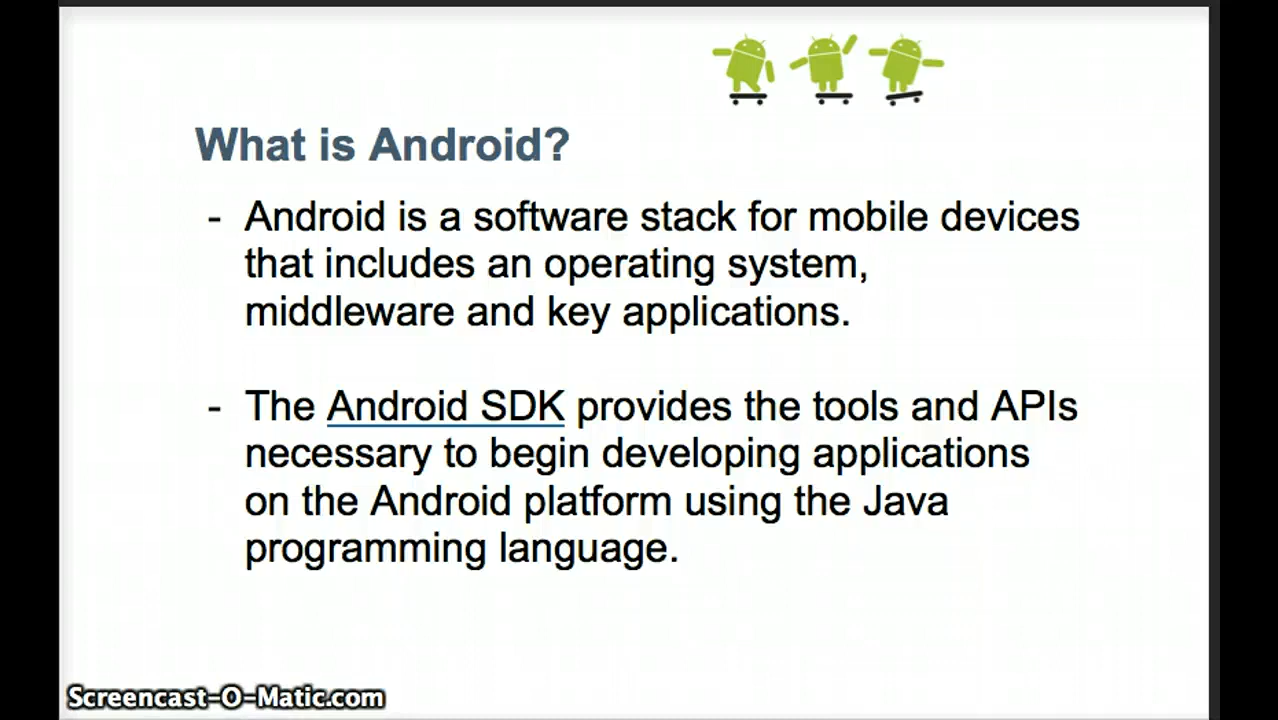 What is Android?
- Android is a software stack for mobile devices
that includes an operating system,
middleware and key applications.
- The Android SDK provides the tools and APIs
necessary to begin developing applications
on the Android platform using the Java
programming language.
Screencast-O-Matic.com